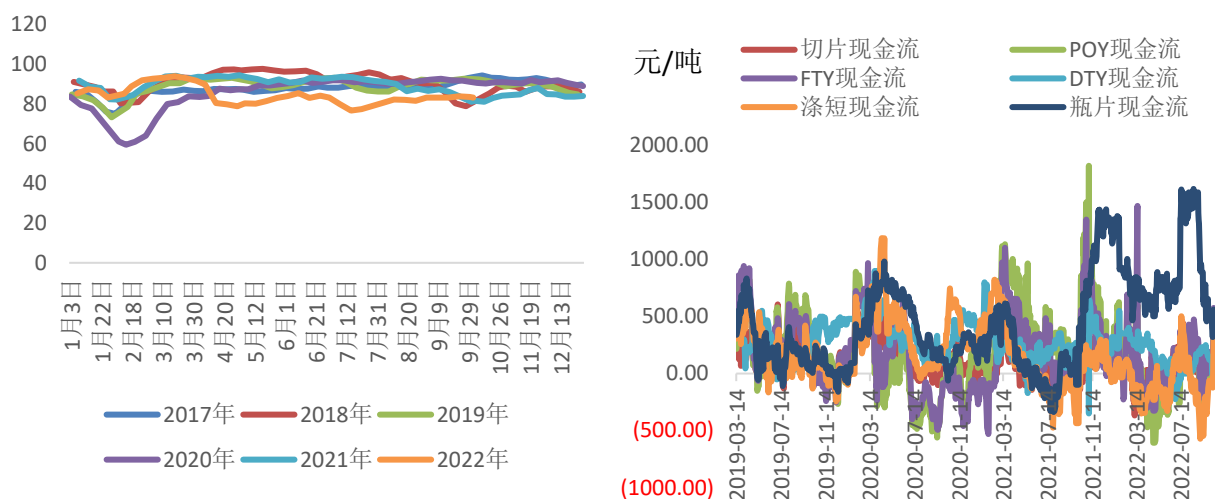 120
100
80
60
40
20
0
1月3日
1月22日
2月18日
3月10日
3月30日
4月20日
5月12日
6月1日
6月21日
7月12日
7月31日
8月20日
9月9日
9月29日
10月26日
11月19日
12月13日
2017年 2018年 2019年
2020年 2021年 2022年
元/吨
切片现金流 POY现金流
FTY现金流 DTY现金流
涤短现金流 瓶片现金流
2000.00
1500.00
1000.00
500.00
0.00
(500.00)
(1000.00)
2019-03-14
2019-07-14
2019-11-14
2020-03-14
2020-07-14
2020-11-14
2021-03-14
2021-07-14
2021-11-14
2022-03-14
2022-07-14